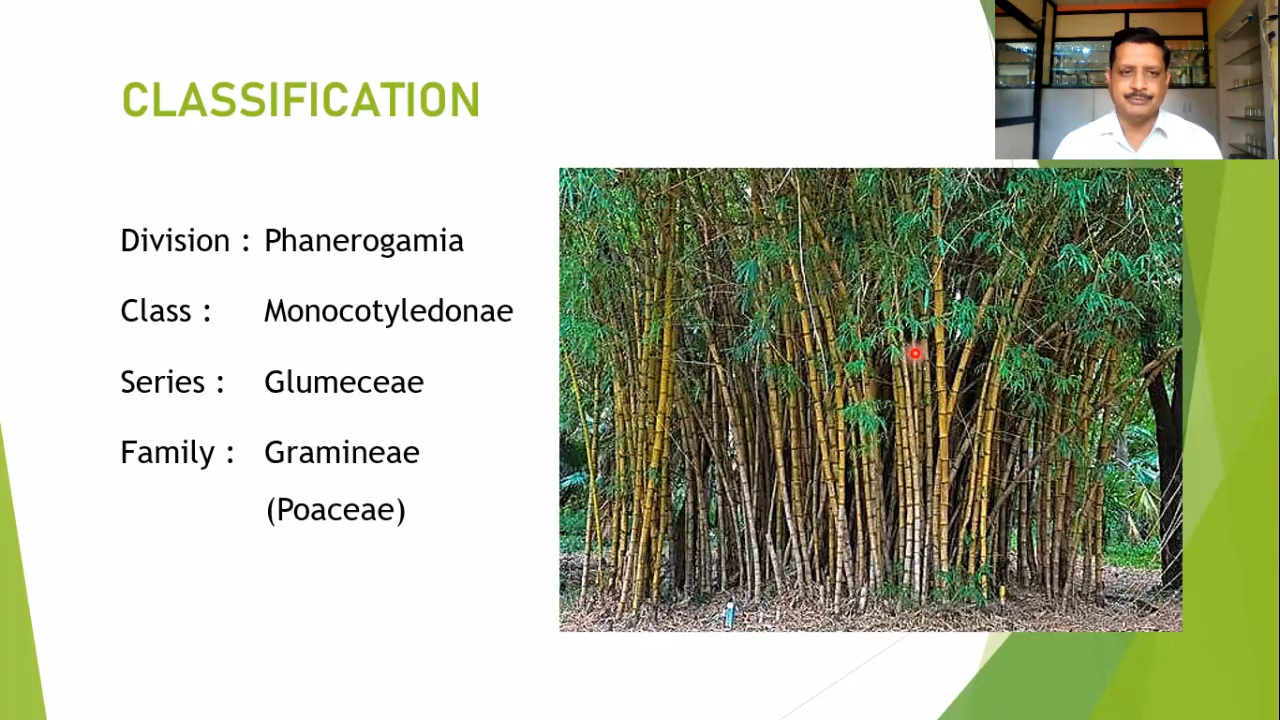 CLASSIFICATION
Division : Phanerogamia
Class : Monocotyledonae
Series : Glumeceae
Family : Gramineae
(Poaceae)